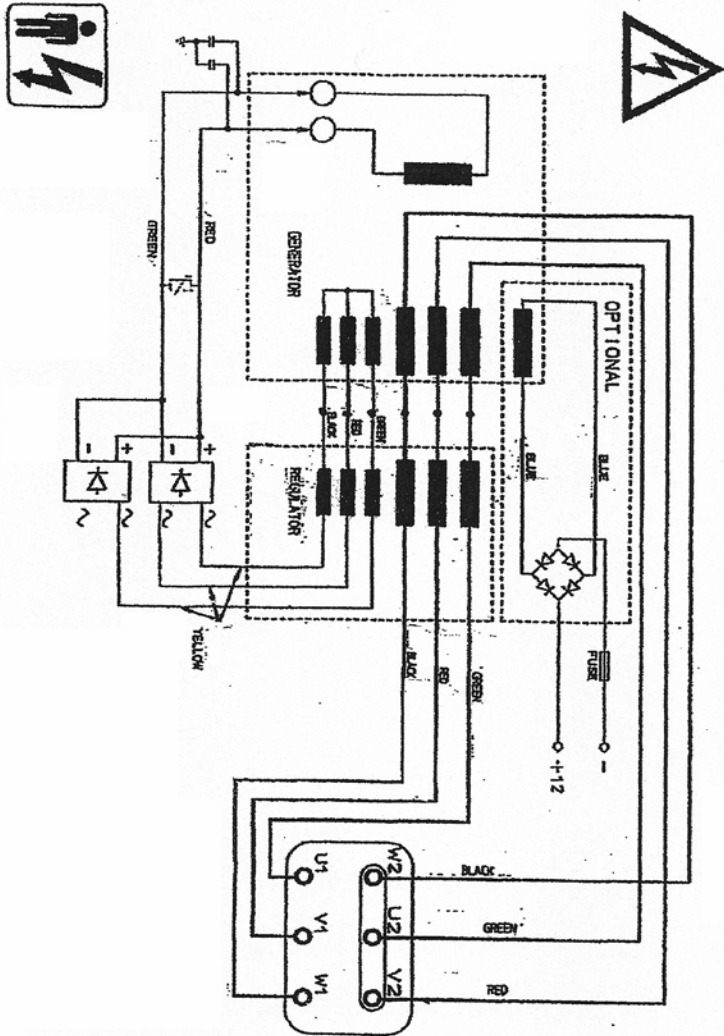 OPTIONAL
BLUE
BLUE
FUSE
-
+12
GENERATOR
GREEN
RED
BLACK
RED
GREEN
REGULATOR
- +
- +
~ ~
~ ~
YELLOW
BLACK
RED
GREEN
W2 U2 V2
U1 V1 W1
BLACK
GREEN
RED